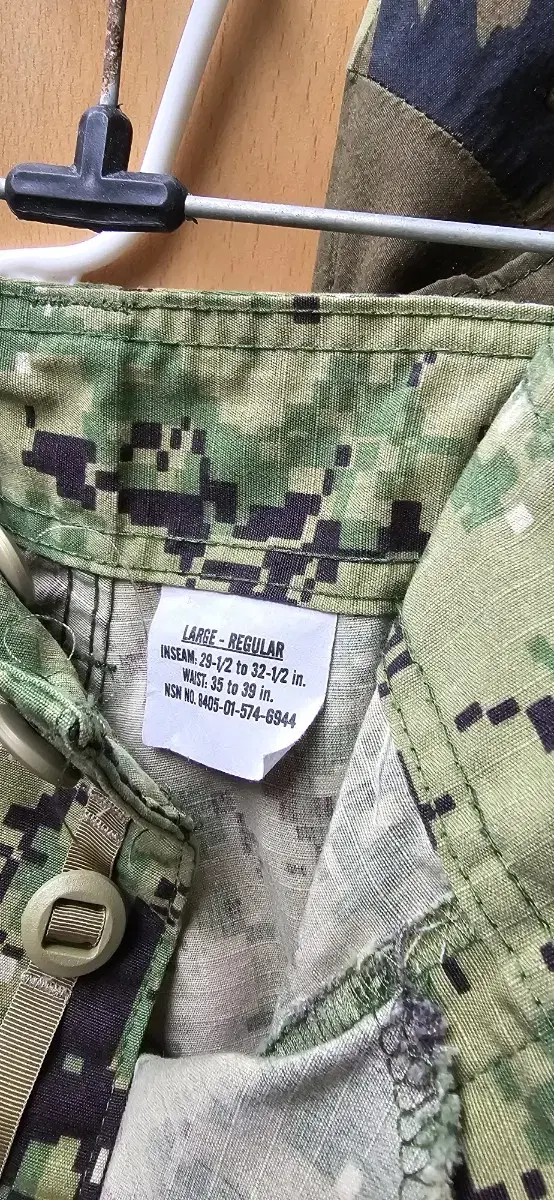 LARGE - REGULAR
INSEAM: 29-1/2 to 32-1/2 in.
WAIST: 35 to 39 in.
NSN NO. 8405-01-574-6944